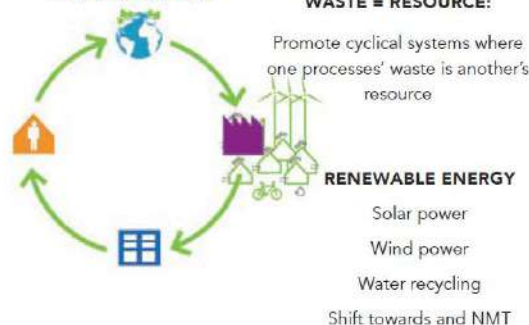 WASTE = RESOURCE:
Promote cyclical systems where
one processes' waste is another's
resource
RENEWABLE ENERGY
Solar power
Wind power
Water recycling
Shift towards and NMT